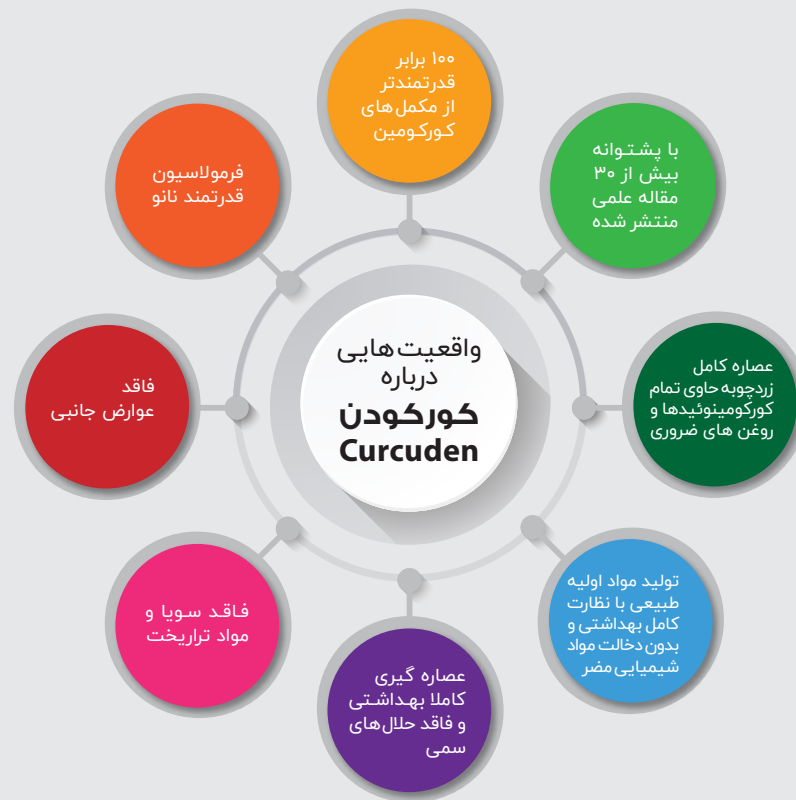 واقعیت‌هایی
درباره
کورکودن
Curcuden
۱۰۰ برابر
قدرتمندتر
از مکمل‌های
کورکومین
با پشتوانه
بیش از ۳۰
مقاله علمی
منتشر شده
عصاره کامل
زردچوبه حاوی تمام
کورکومینوئیدها و
روغن های ضروری
تولید مواد اولیه
طبیعی با نظارت
کامل بهداشتی و
بدون دخالت مواد
شیمیایی مضر
عصاره گیری
کاملا بهداشتی
و فاقد حلال‌های
سمی
فاقد سویا و
مواد تراریخت
فاقد
عوارض جانبی
فرمولاسیون
قدرتمند نانو